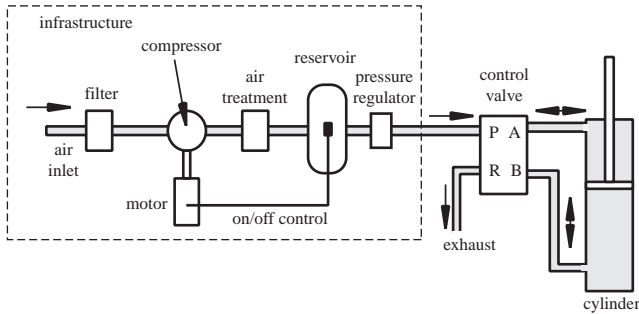 infrastructure
compressor
reservoir
filter
air
treatment
pressure
regulator
control
valve
P A
R B
air
inlet
motor
on/off control
exhaust
cylinder